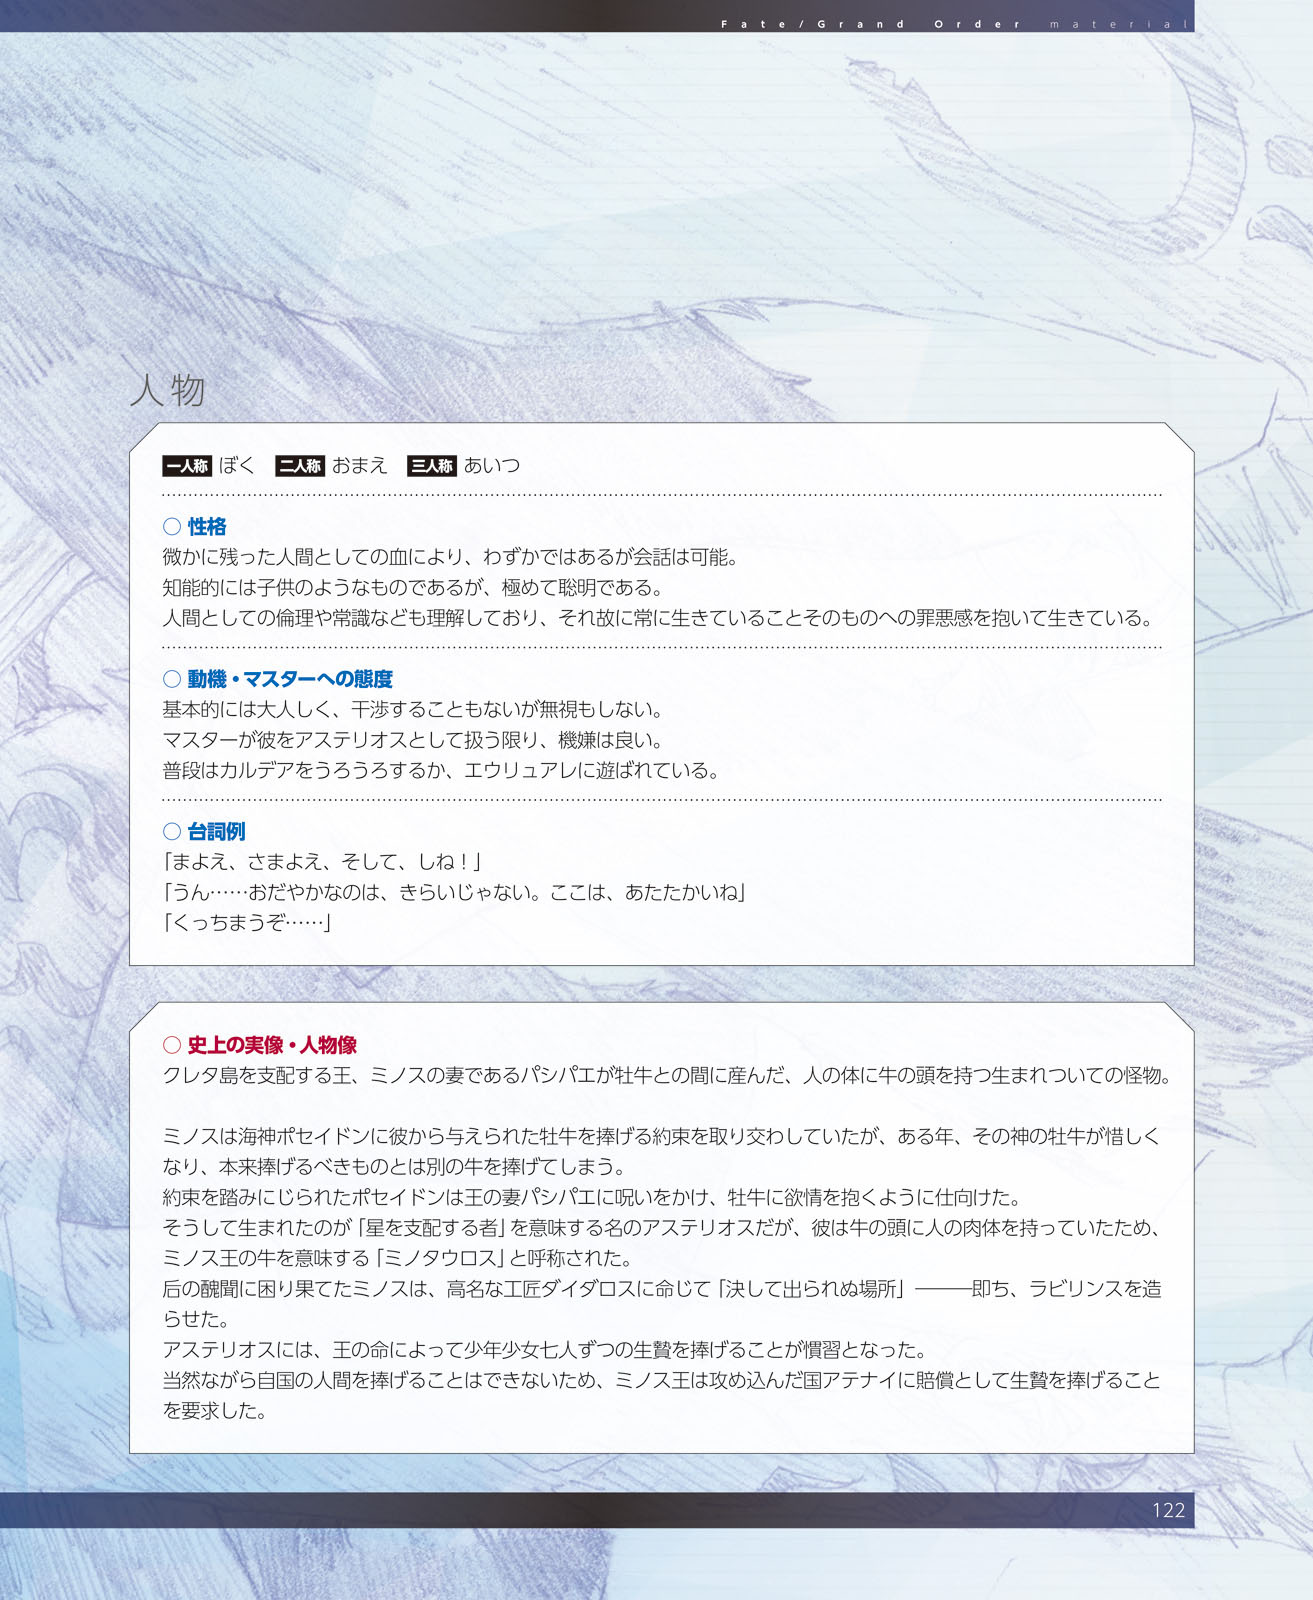 Fate/Grand Order material
人物
一人称 ぼく 二人称 おまえ 三人称 あいつ
○ 性格
微かに残った人間としての血により、わずかではあるが会話は可能。
知能的には子供のようなものであるが、極めて聡明である。
人間としての倫理や常識なども理解しており、それ故に常に生きていることそのものへの罪悪感を抱いて生きている。
○ 動機・マスターへの態度
基本的には大人しく、干渉することもないが無視もしない。
マスターが彼をアステリオスとして扱う限り、機嫌は良い。
普段はカルデアをうろうろするか、エウリュアレに遊ばれている。
○ 台詞例
「まよえ、さまよえ、そして、しね！」
「うん……おだやかなのは、きらいじゃない。ここは、あたたかいね」
「くっちまうぞ……」
○ 史上の実像・人物像
クレタ島を支配する王、ミノスの妻であるパシパエが牡牛との間に産んだ、人の体に牛の頭を持つ生まれついての怪物。
ミノスは海神ポセイドンに彼から与えられた牡牛を捧げる約束を取り交わしていたが、ある年、その神の牡牛が惜しく
なり、本来捧げるべきものとは別の牛を捧げてしまう。
約束を踏みにじられたポセイドンは王の妻パシパエに呪いをかけ、牡牛に欲情を抱くように仕向けた。
そうして生まれたのが「星を支配する者」を意味する名のアステリオスだが、彼は牛の頭に人の肉体を持っていたため、
ミノス王の牛を意味する「ミノタウロス」と呼称された。
后の醜聞に困り果てたミノスは、高名な工匠ダイダロスに命じて「決して出られぬ場所」———即ち、ラビリンスを造
らせた。
アステリオスには、王の命によって少年少女七人ずつの生贄を捧げることが慣習となった。
当然ながら自国の人間を捧げることはできないため、ミノス王は攻め込んだ国アテナイに賠償として生贄を捧げること
を要求した。
122